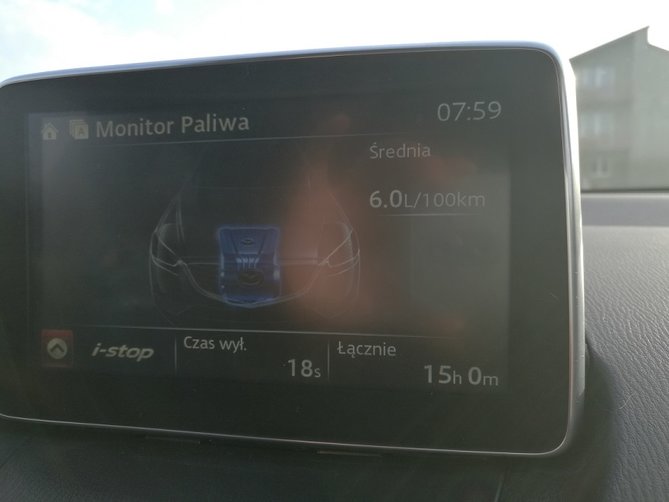 Monitor Paliwa
07:59
Średnia
6.0L/100km
i-stop
Czas wył.
18s
Łącznie
15h 0m